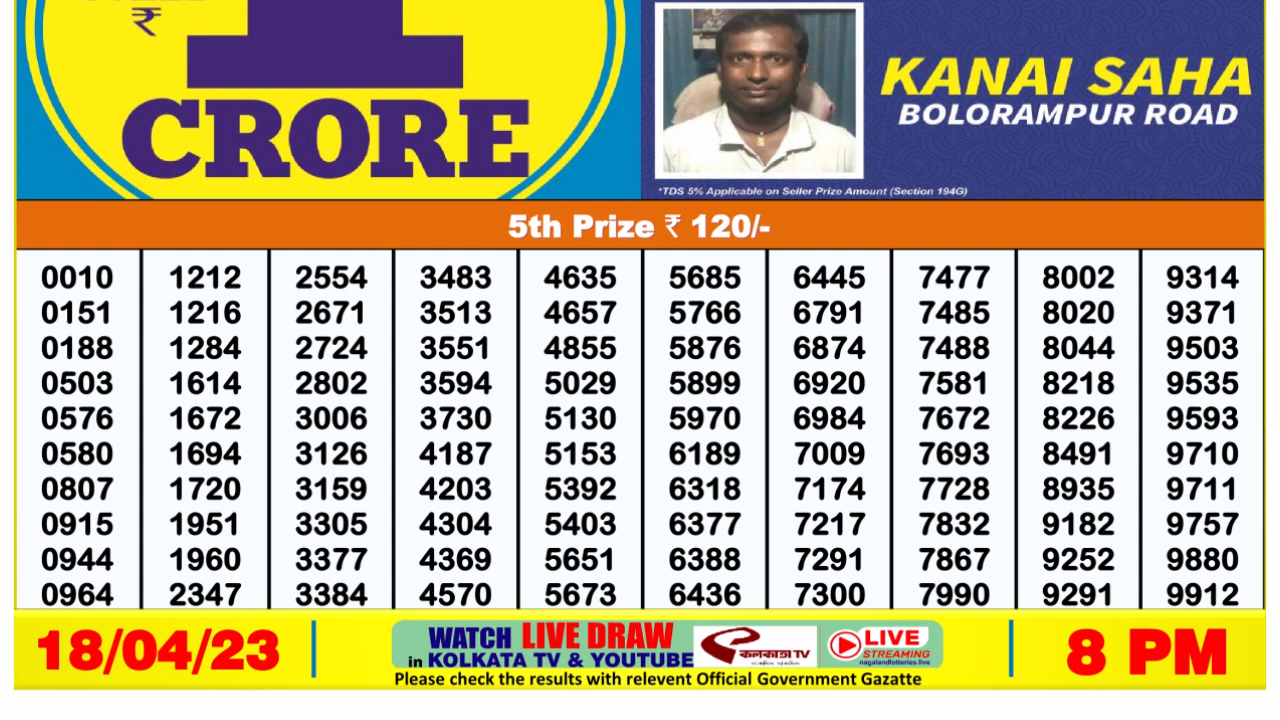 ₹
1
CRORE
KANAI SAHA
BOLORAMPUR ROAD
*TDS 5% Applicable on Seller Prize Amount (Section 194G)
5th Prize ₹ 120/-
0010 1212 2554 3483 4635 5685 6445 7477 8002 9314
0151 1216 2671 3513 4657 5766 6791 7485 8020 9371
0188 1284 2724 3551 4855 5876 6874 7488 8044 9503
0503 1614 2802 3594 5029 5899 6920 7581 8218 9535
0576 1672 3006 3730 5130 5970 6984 7672 8226 9593
0580 1694 3126 4187 5153 6189 7009 7693 8491 9710
0807 1720 3159 4203 5392 6318 7174 7728 8935 9711
0915 1951 3305 4304 5403 6377 7217 7832 9182 9757
0944 1960 3377 4369 5651 6388 7291 7867 9252 9880
0964 2347 3384 4570 5673 6436 7300 7990 9291 9912
18/04/23
WATCH LIVE DRAW
in KOLKATA TV & YOUTUBE
কলকাতা TV
LIVE
STREAMING
nagalandlotteries.live
Please check the results with relevent Official Government Gazatte
8 PM